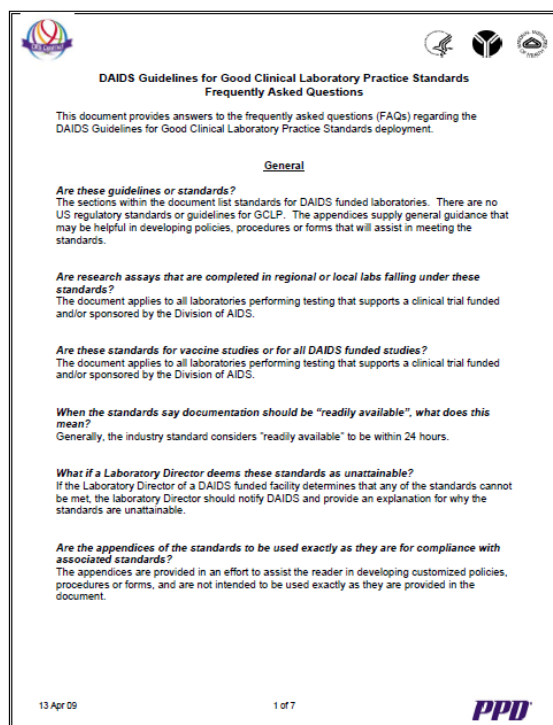 DAIDS Guidelines for Good Clinical Laboratory Practice Standards
Frequently Asked Questions
This document provides answers to the frequently asked questions (FAQs) regarding the
DAIDS Guidelines for Good Clinical Laboratory Practice Standards deployment.
General
Are these guidelines or standards?
The sections within the document list standards for DAIDS funded laboratories. There are no
US regulatory standards or guidelines for GCLP. The appendices supply general guidance that
may be helpful in developing policies, procedures or forms that will assist in meeting the
standards.
Are research assays that are completed in regional or local labs falling under these
standards?
The document applies to all laboratories performing testing that supports a clinical trial funded
and/or sponsored by the Division of AIDS.
Are these standards for vaccine studies or for all DAIDS funded studies?
The document applies to all laboratories performing testing that supports a clinical trial funded
and/or sponsored by the Division of AIDS.
When the standards say documentation should be “readily available”, what does this
mean?
Generally, the industry standard considers “readily available” to be within 24 hours.
What if a Laboratory Director deems these standards as unattainable?
If the Laboratory Director of a DAIDS funded facility determines that any of the standards cannot
be met, the laboratory Director should notify DAIDS and provide an explanation for why the
standards are unattainable.
Are the appendices of the standards to be used exactly as they are for compliance with
associated standards?
The appendices are provided in an effort to assist the reader in developing customized policies,
procedures or forms, and are not intended to be used exactly as they are provided in the
document.
13 Apr 09
1 of 7
PPD